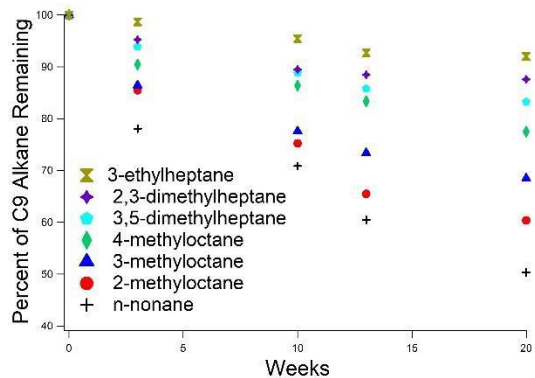 100
90
80
70
60
50
40
Percent of C9 Alkane Remaining
3-ethylheptane
2,3-dimethylheptane
3,5-dimethylheptane
4-methyloctane
3-methyloctane
2-methyloctane
n-nonane
0 5 10 15 20
Weeks